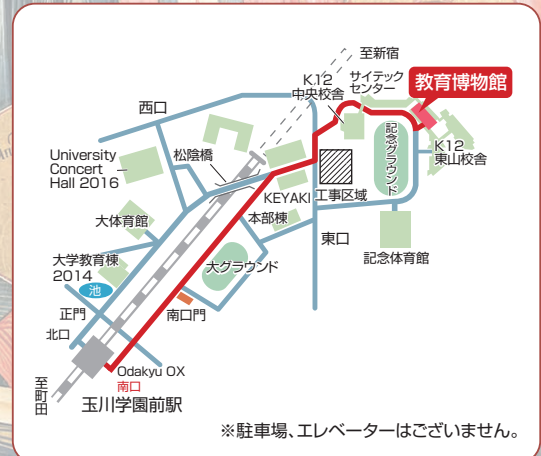 至新宿
K.12
中央校舎
サイテック
センター
教育博物館
西口
松陰橋
University
Concert
Hall 2016
記念グラウンド
K12
東山校舎
KEYAKI
工事区域
大体育館
本部棟
東口
記念体育館
大学教育棟
2014
大グラウンド
池
正門
南口門
北口
Odakyu OX
南口
至町田
玉川学園前駅
※駐車場、エレベーターはございません。